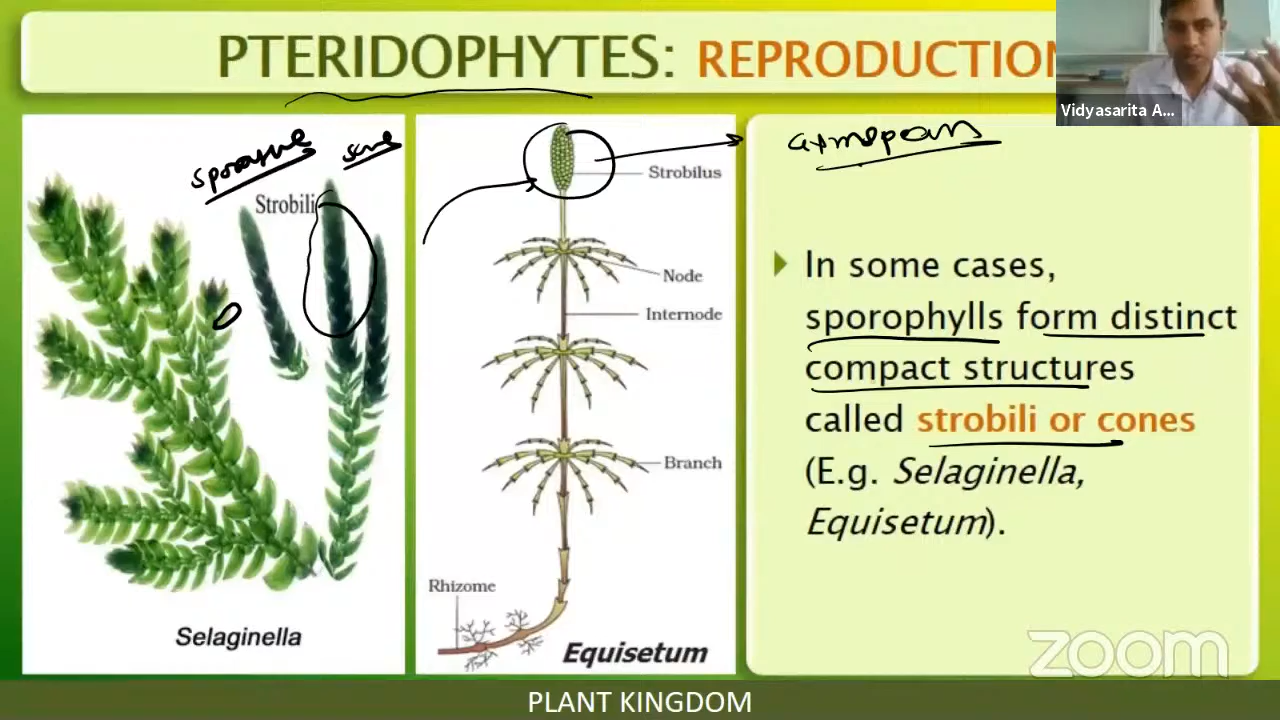 PTERIDOPHYTES: REPRODUCTION
Vidyasarita A...
Strobili
Selaginella
Strobilus
Node
Internode
Branch
Rhizome
Equisetum
In some cases,
sporophylls form distinct
compact structures
called strobili or cones
(E.g. Selaginella,
Equisetum).
zoom
PLANT KINGDOM